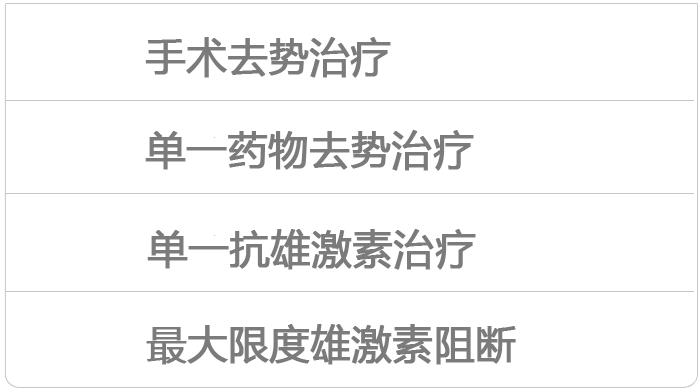 手术去势治疗
单一药物去势治疗
单一抗雄激素治疗
最大限度雄激素阻断